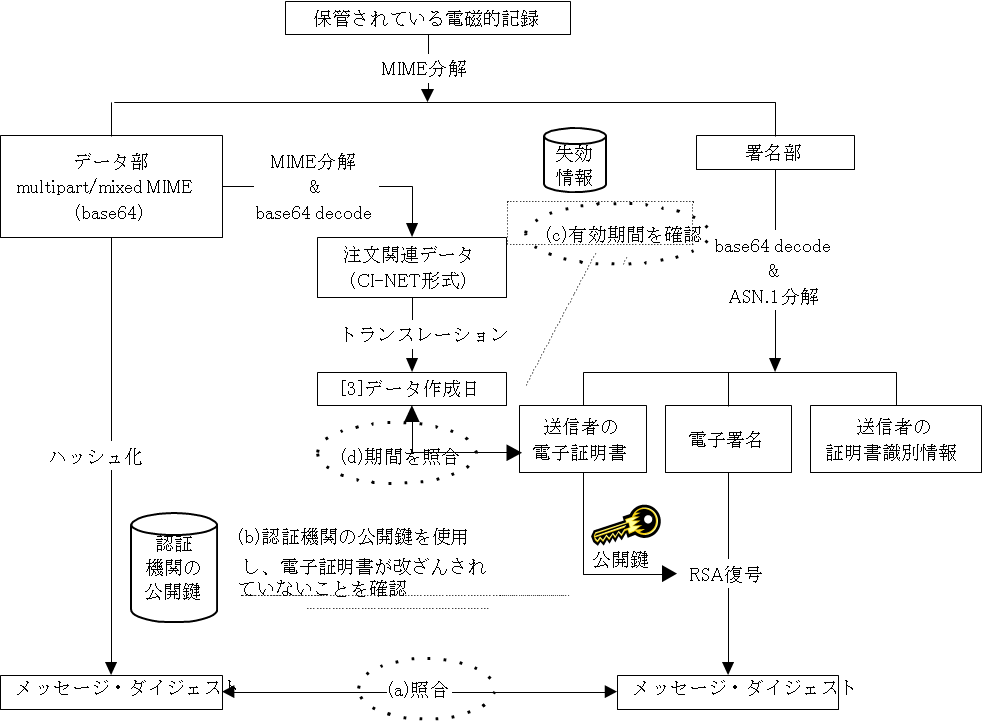 保管されている電磁的記録
MIME分解
データ部
multipart/mixed MIME
(base64)
MIME分解
&
base64 decode
失効
情報
署名部
(c)有効期間を確認
base64 decode
&
ASN.1分解
注文関連データ
(CI-NET形式)
トランスレーション
[3]データ作成日
(d)期間を照合
送信者の
電子証明書
電子署名
送信者の
証明書識別情報
ハッシュ化
認証
機関の
公開鍵
(b)認証機関の公開鍵を使用
し、電子証明書が改ざんされ
ていないことを確認
公開鍵
RSA復号
メッセージ・ダイジェスト
(a)照合
メッセージ・ダイジェスト